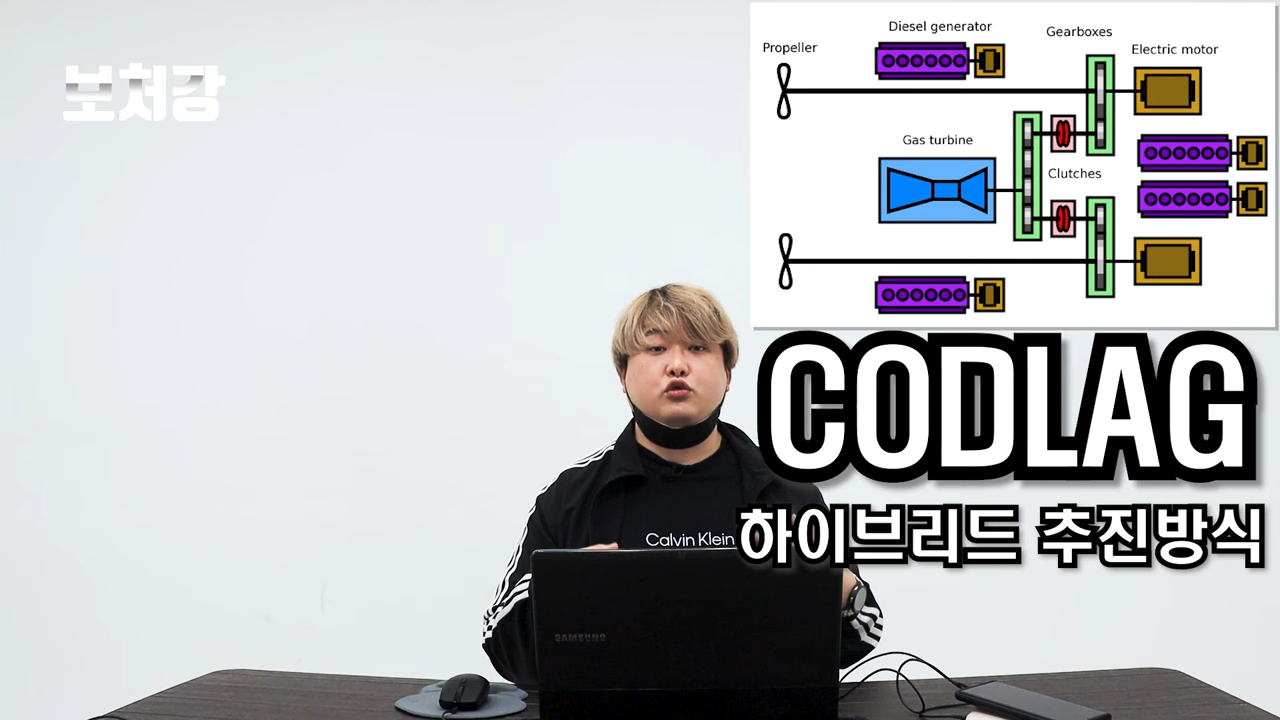 보처강
Diesel generator
Propeller
Gearboxes
Electric motor
Gas turbine
Clutches
CODLAG
하이브리드 추진방식
Calvin Klein
SAMSUNG